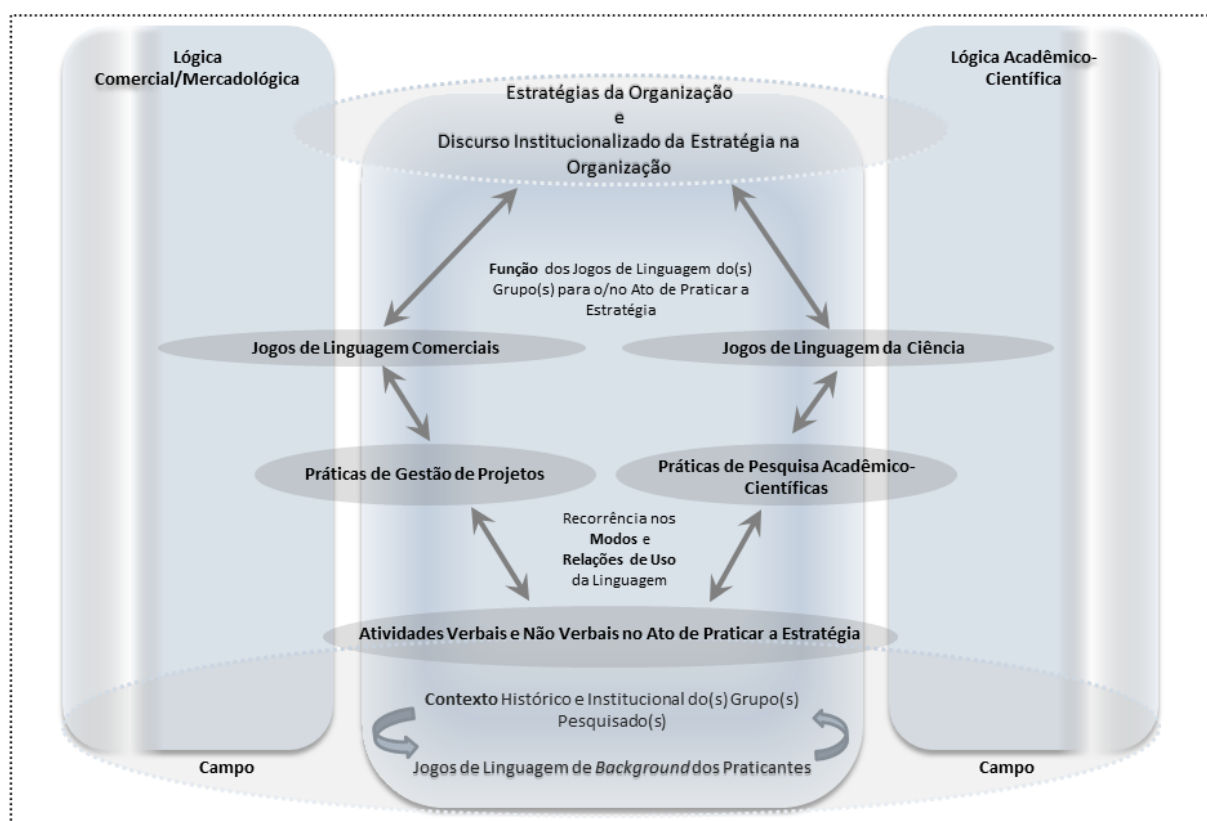 Lógica
Comercial/Mercadológica
Lógica Acadêmico-
Científica
Estratégias da Organização
e
Discurso Institucionalizado da Estratégia na
Organização
Função dos Jogos de Linguagem do(s)
Grupo(s) para o/no Ato de Praticar a
Estratégia
Jogos de Linguagem Comerciais
Jogos de Linguagem da Ciência
Práticas de Gestão de Projetos
Práticas de Pesquisa Acadêmico-
Científicas
Recorrência nos
Modos e
Relações de Uso
da Linguagem
Atividades Verbais e Não Verbais no Ato de Praticar a Estratégia
Contexto Histórico e Institucional do(s) Grupo(s)
Pesquisado(s)
Jogos de Linguagem de Background dos Praticantes
Campo
Campo